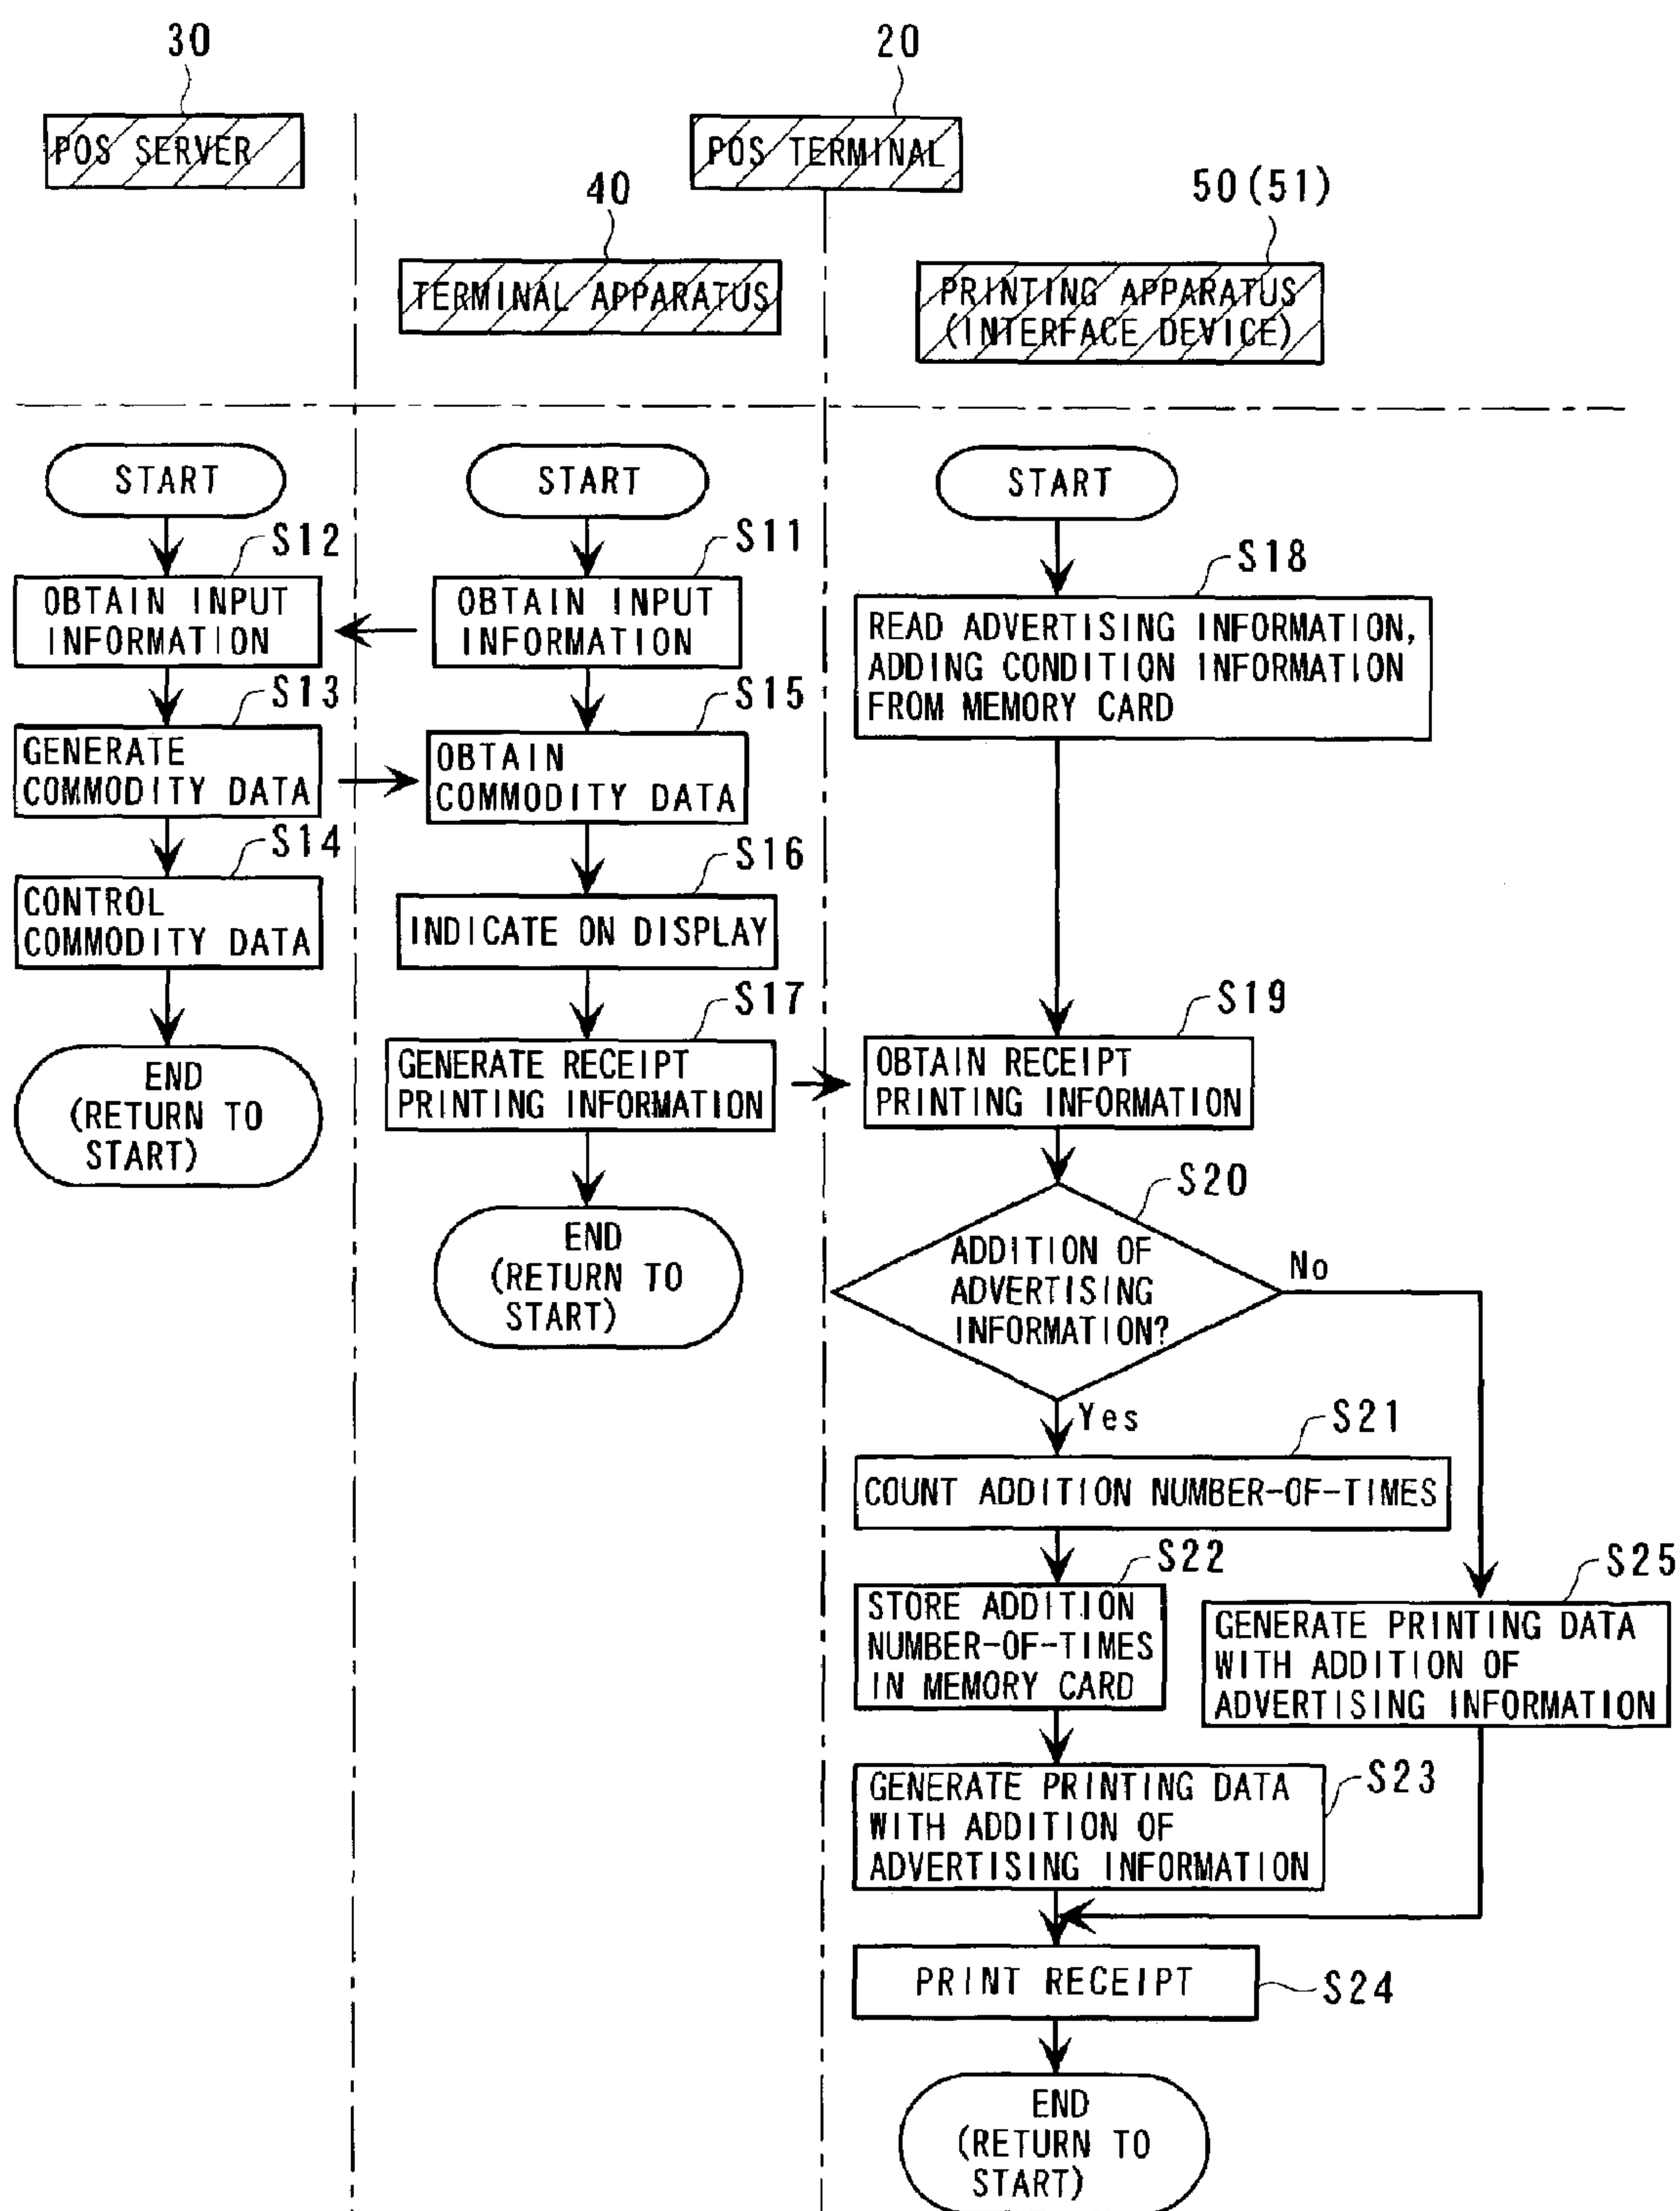 30
POS SERVER
20
POS TERMINAL
40
TERMINAL APPARATUS
50(51)
PRINTING APPARATUS
(INTERFACE DEVICE)
START
S12
OBTAIN INPUT
INFORMATION
S13
GENERATE
COMMODITY DATA
S14
CONTROL
COMMODITY DATA
END
(RETURN TO
START)
START
S11
OBTAIN INPUT
INFORMATION
S15
OBTAIN
COMMODITY DATA
S16
INDICATE ON DISPLAY
S17
GENERATE RECEIPT
PRINTING INFORMATION
END
(RETURN TO
START)
START
S18
READ ADVERTISING INFORMATION,
ADDING CONDITION INFORMATION
FROM MEMORY CARD
S19
OBTAIN RECEIPT
PRINTING INFORMATION
S20
ADDITION OF
ADVERTISING
INFORMATION?
No
Yes
S21
COUNT ADDITION NUMBER-OF-TIMES
S22
STORE ADDITION
NUMBER-OF-TIMES
IN MEMORY CARD
S25
GENERATE PRINTING DATA
WITH ADDITION OF
ADVERTISING INFORMATION
S23
GENERATE PRINTING DATA
WITH ADDITION OF
ADVERTISING INFORMATION
PRINT RECEIPT
S24
END
(RETURN TO
START)